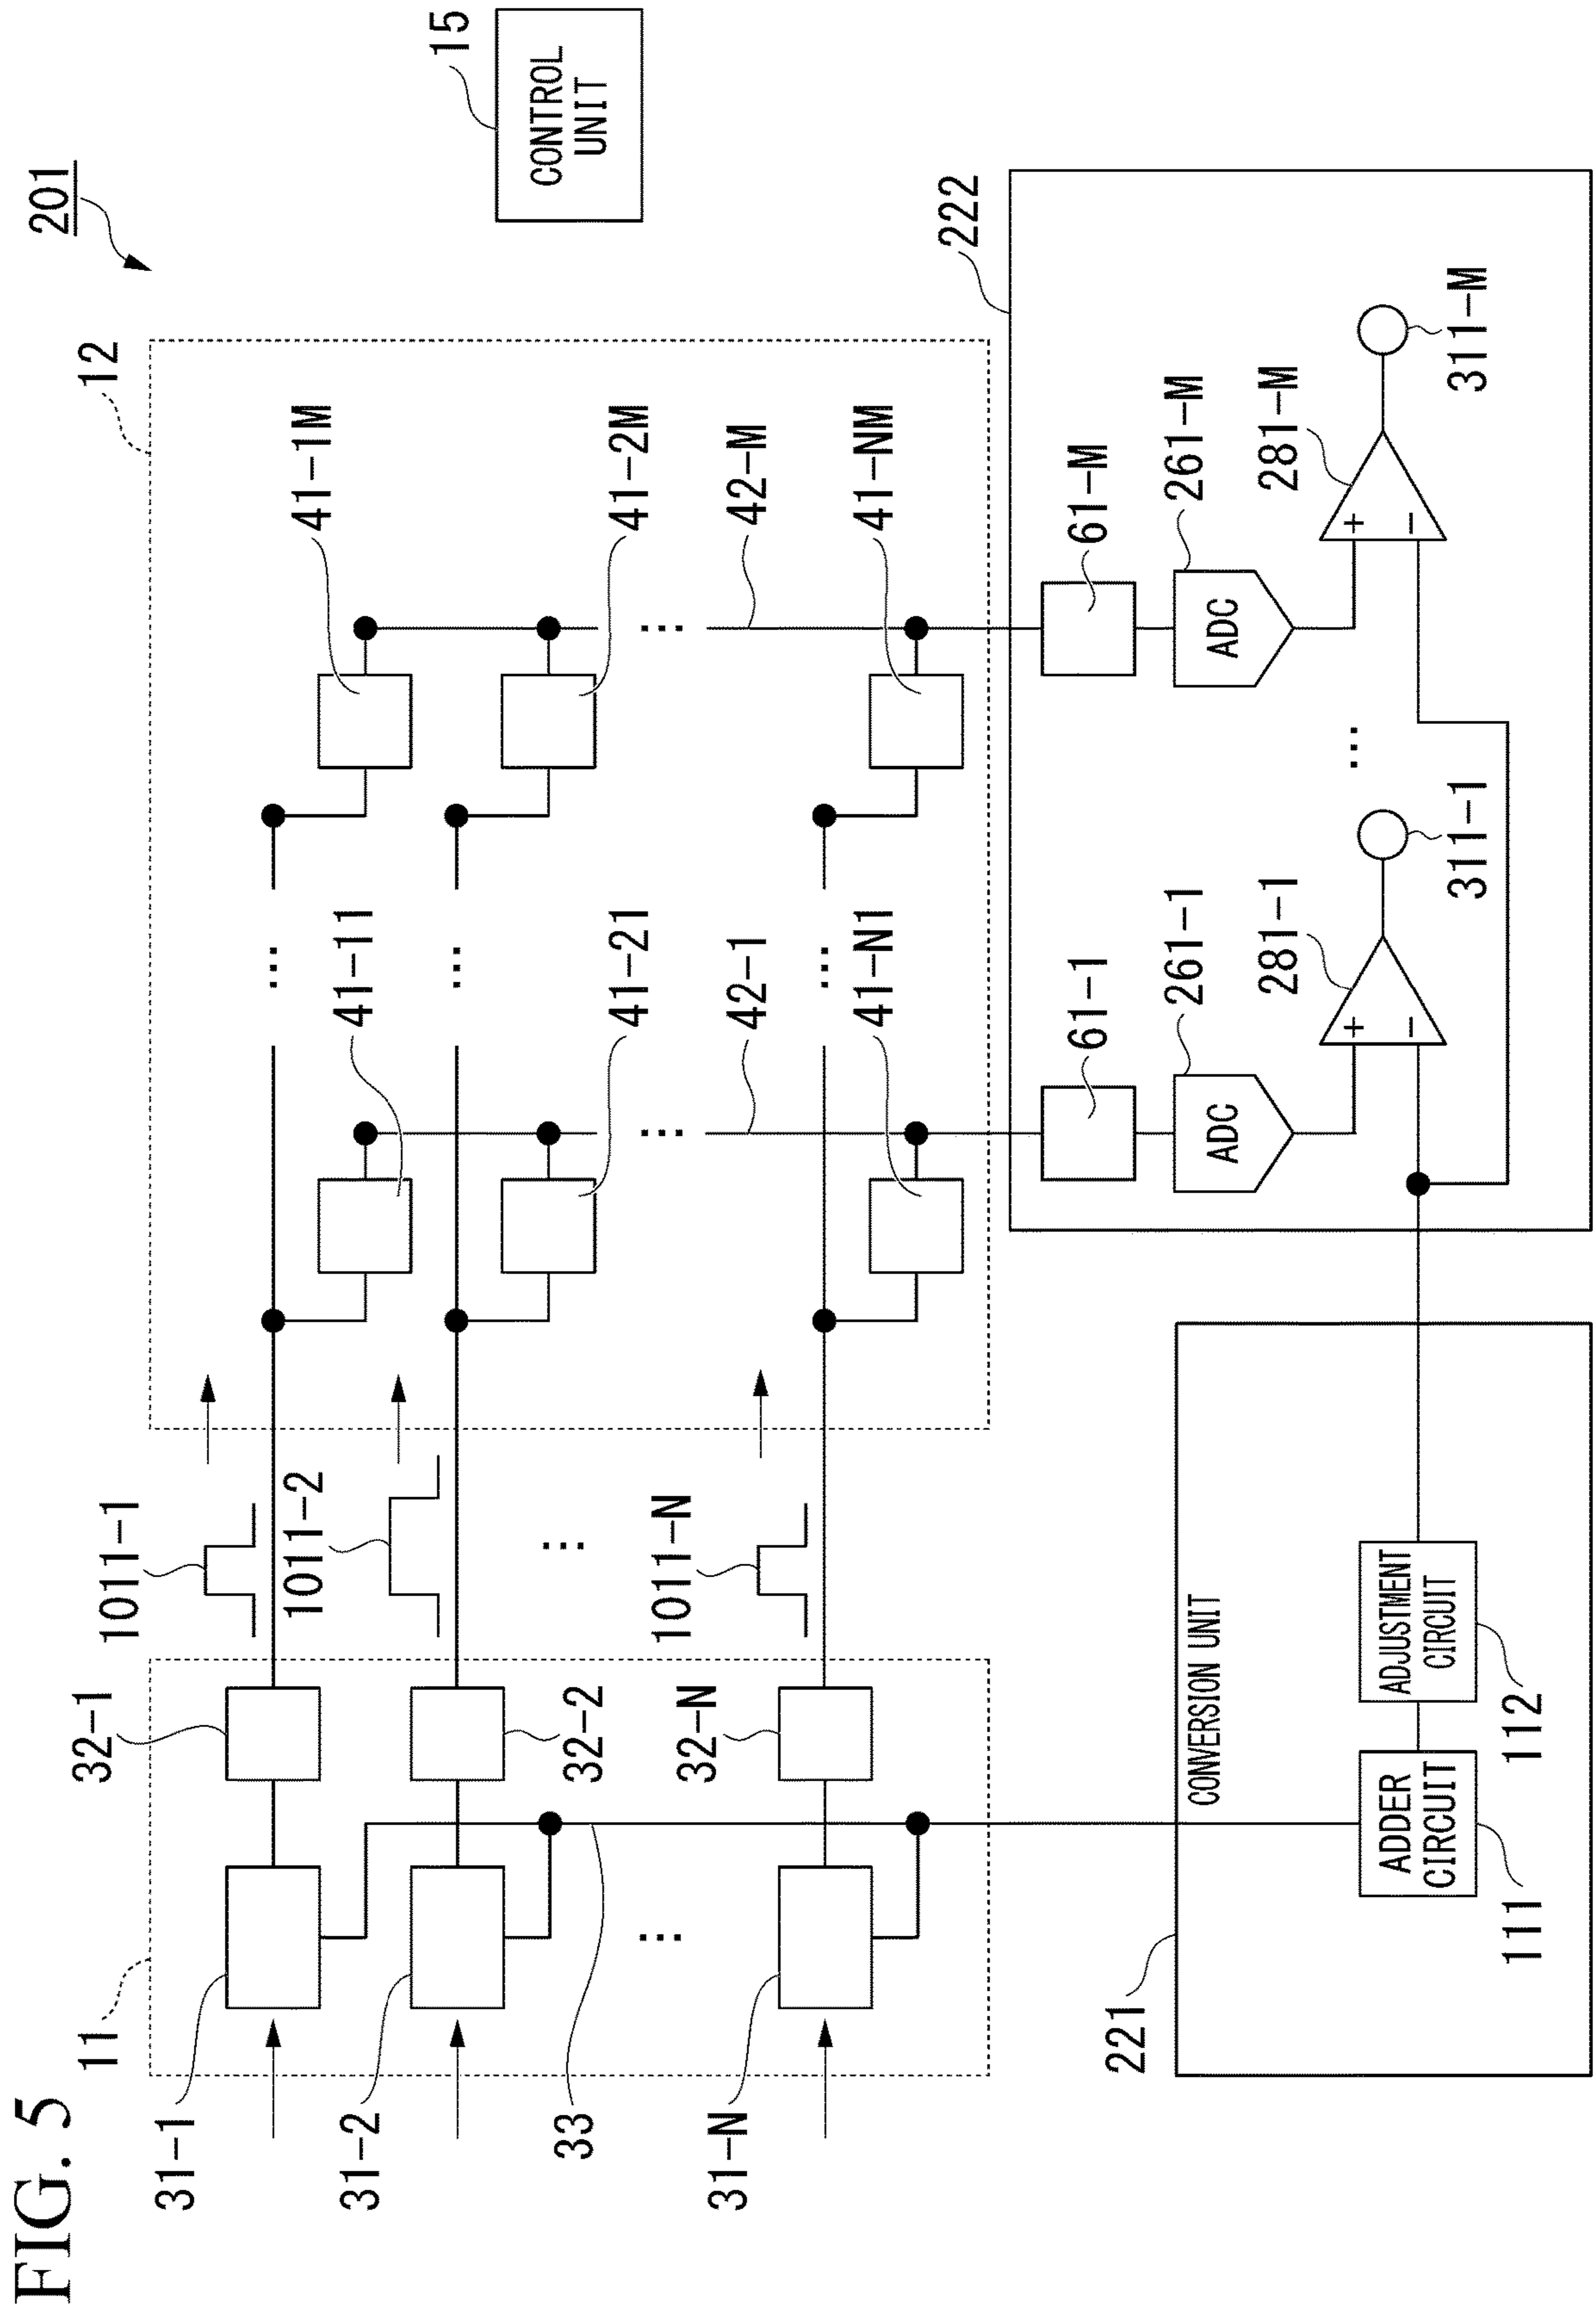 FIG. 5
201
15
CONTROL
UNIT
11
12
31-1
32-1
1011-1
41-11
41-1M
31-2
32-2
1011-2
41-21
41-2M
33
42-1
42-M
31-N
32-N
1011-N
41-N1
41-NM
221
CONVERSION UNIT
ADDER
CIRCUIT
111
ADJUSTMENT
CIRCUIT
112
222
61-1
61-M
ADC
261-1
ADC
261-M
+
−
281-1
+
−
281-M
311-1
311-M
...
...
...
...
...
...
...
...